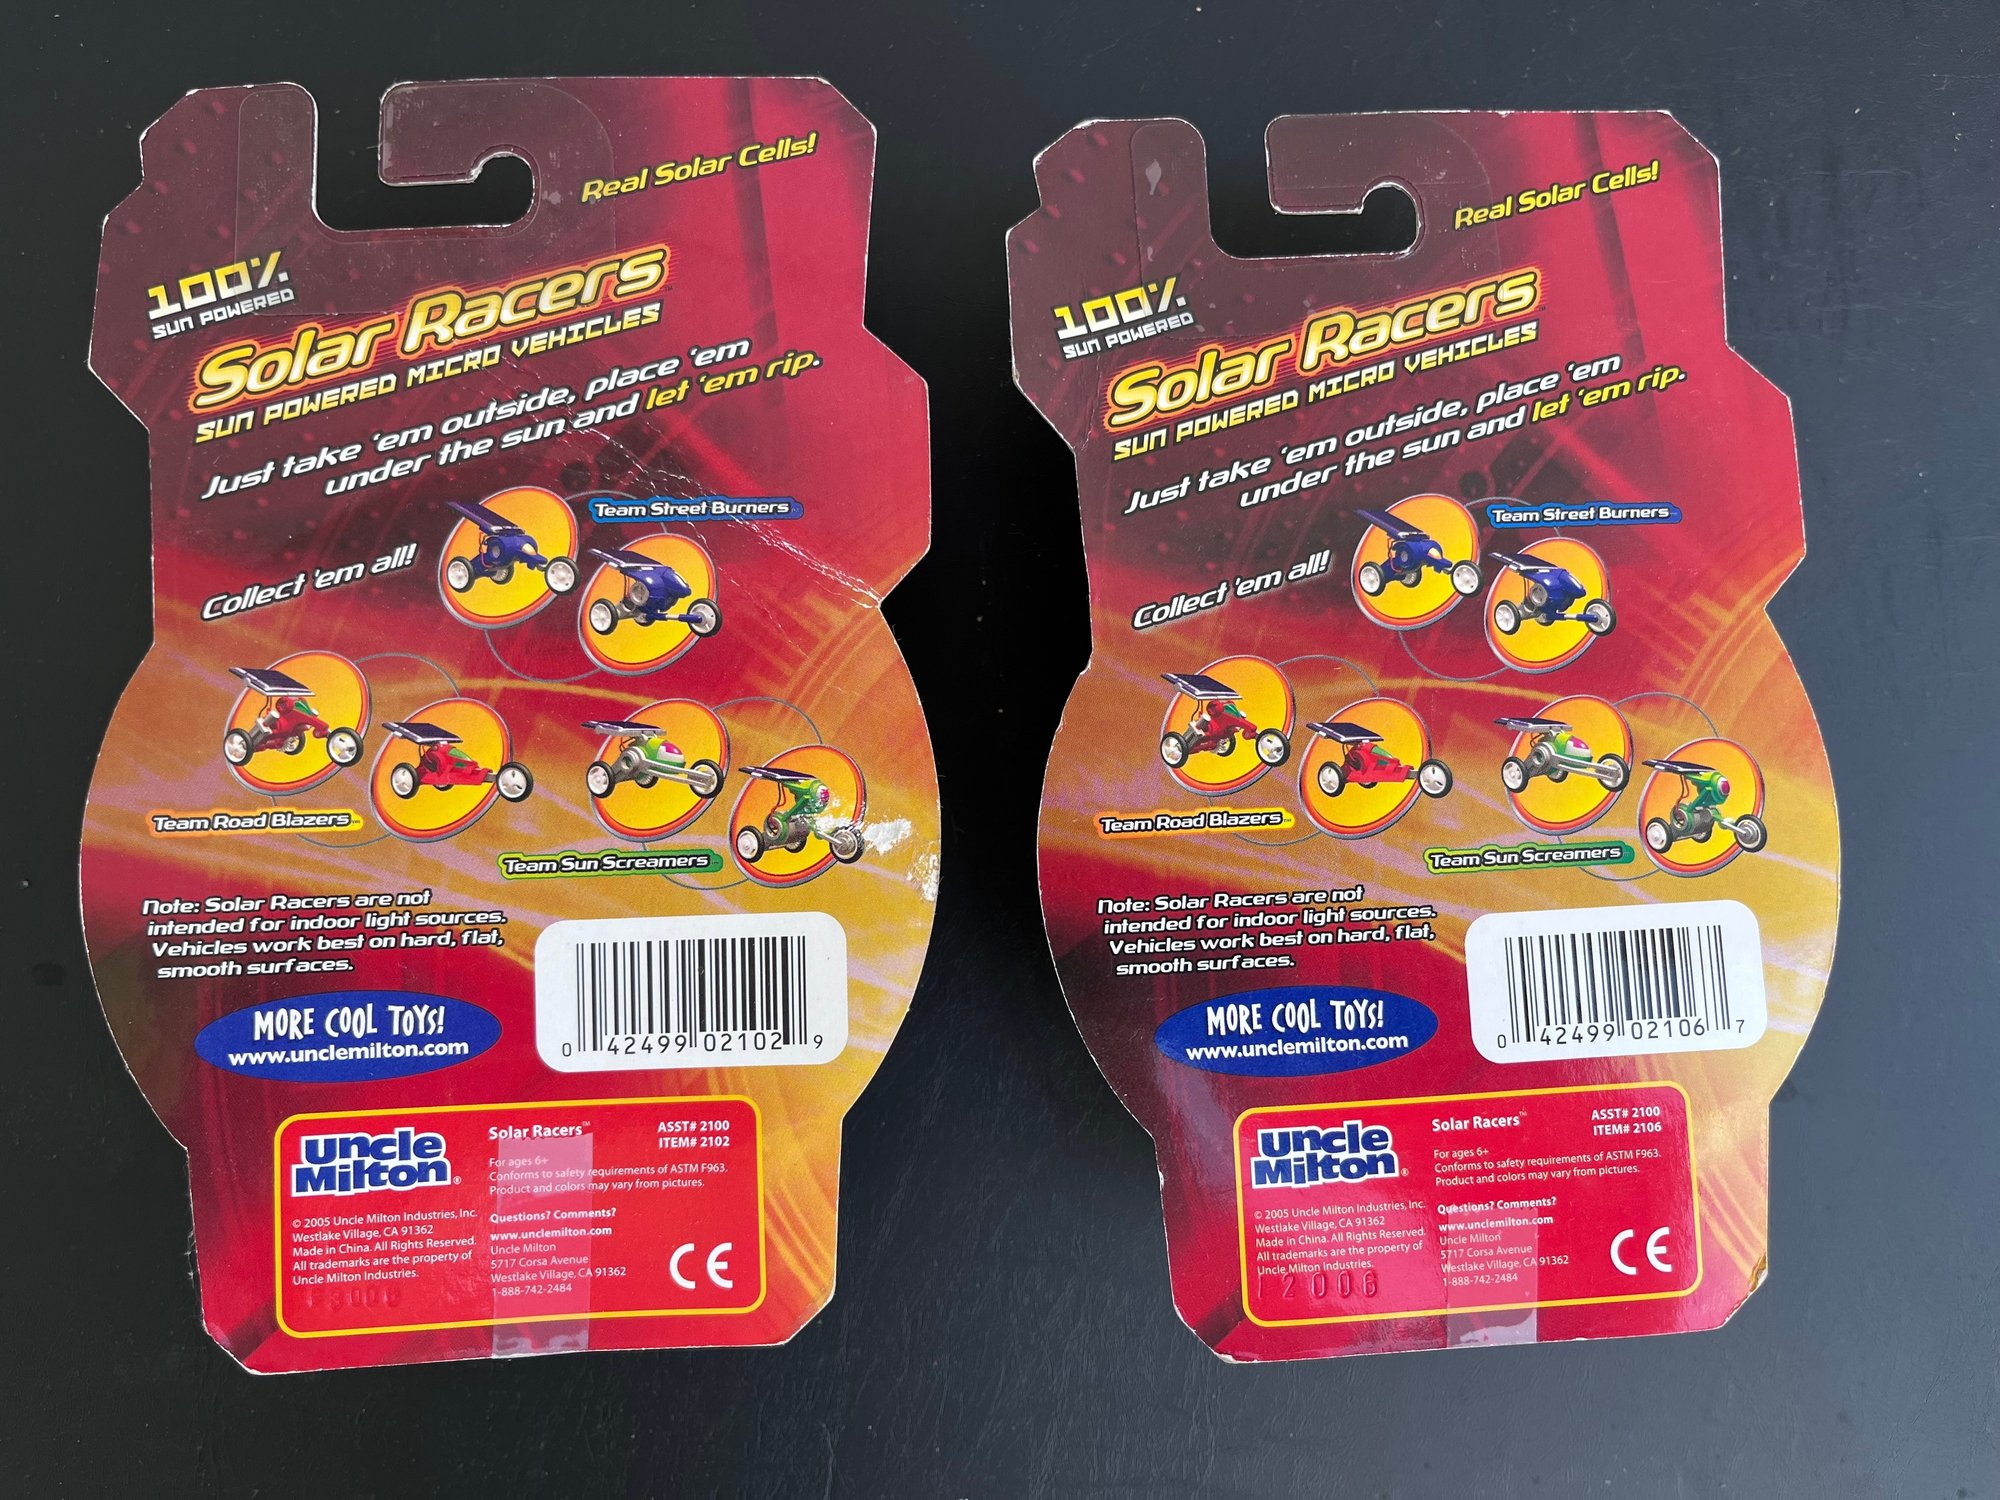 Real Solar Cells!
100%
SUN POWERED
Solar Racers™
SUN POWERED MICRO VEHICLES
Just take 'em outside, place 'em
under the sun and let 'em rip.
Team Street Burners
Collect 'em all!
Team Road Blazers™
Team Sun Screamers
Note: Solar Racers are not
intended for indoor light sources.
Vehicles work best on hard, flat,
smooth surfaces.
MORE COOL TOYS!
www.unclemilton.com
0 42499 02102 9
uncle
Milton®
Solar Racers™
ASST# 2100
ITEM# 2102
For ages 6+
Conforms to safety requirements of ASTM F963.
Product and colors may vary from pictures.
© 2005 Uncle Milton Industries, Inc.
Westlake Village, CA 91362
Made in China. All Rights Reserved.
All trademarks are the property of
Uncle Milton Industries.
Questions? Comments?
www.unclemilton.com
Uncle Milton
5717 Corsa Avenue
Westlake Village, CA 91362
1-888-742-2484
CE
Real Solar Cells!
100%
SUN POWERED
Solar Racers™
SUN POWERED MICRO VEHICLES
Just take 'em outside, place 'em
under the sun and let 'em rip.
Team Street Burners
Collect 'em all!
Team Road Blazers™
Team Sun Screamers
Note: Solar Racers are not
intended for indoor light sources.
Vehicles work best on hard, flat,
smooth surfaces.
MORE COOL TOYS!
www.unclemilton.com
0 42499 02106 7
uncle
Milton®
Solar Racers™
ASST# 2100
ITEM# 2106
For ages 6+
Conforms to safety requirements of ASTM F963.
Product and colors may vary from pictures.
© 2005 Uncle Milton Industries, Inc.
Westlake Village, CA 91362
Made in China. All Rights Reserved.
All trademarks are the property of
Uncle Milton Industries.
12006
Questions? Comments?
www.unclemilton.com
Uncle Milton
5717 Corsa Avenue
Westlake Village, CA 91362
1-888-742-2484
CE